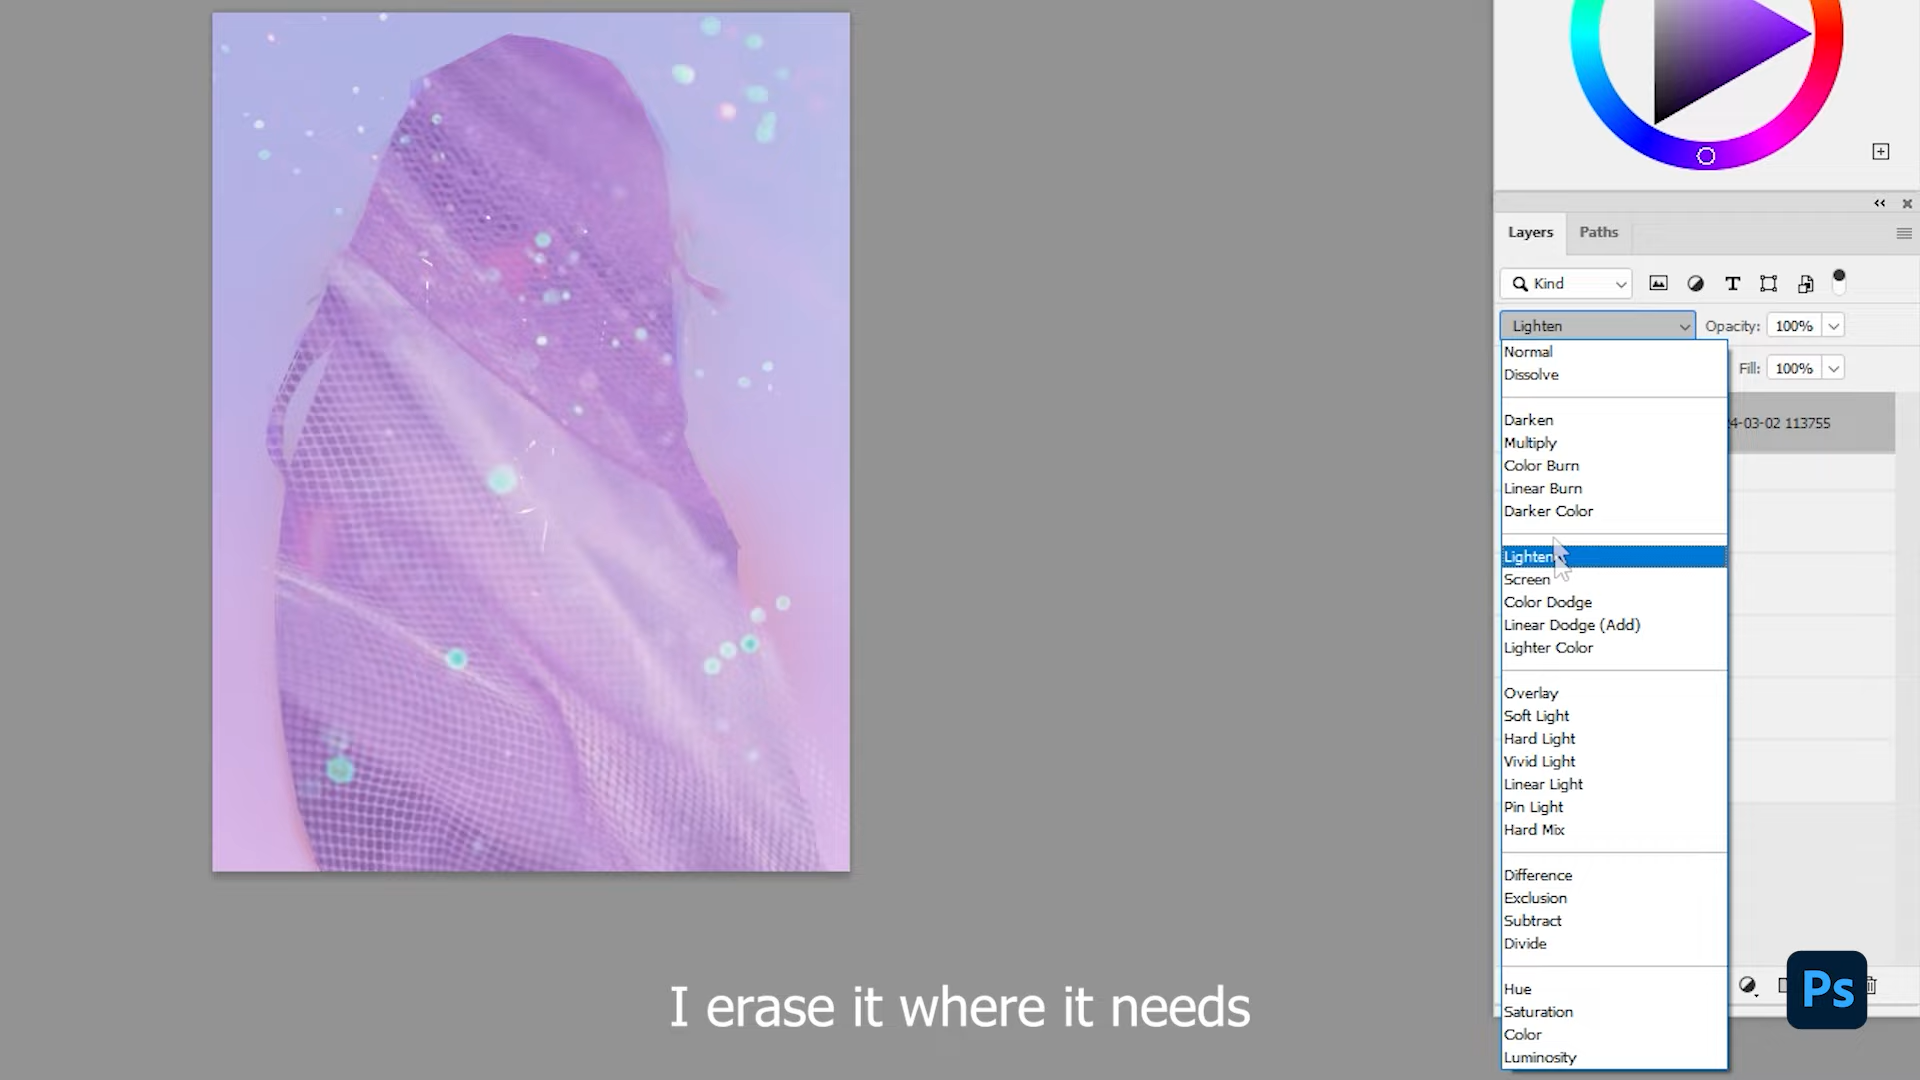 Layers Paths
Kind
Lighten Opacity: 100%
Normal
Fill: 100%
Dissolve
Darken
4-03-02 113755
Multiply
Color Burn
Linear Burn
Darker Color
Lighten
Screen
Color Dodge
Linear Dodge (Add)
Lighter Color
Overlay
Soft Light
Hard Light
Vivid Light
Linear Light
Pin Light
Hard Mix
Difference
Exclusion
Subtract
Divide
Hue
Saturation
Color
Luminosity
Ps
I erase it where it needs